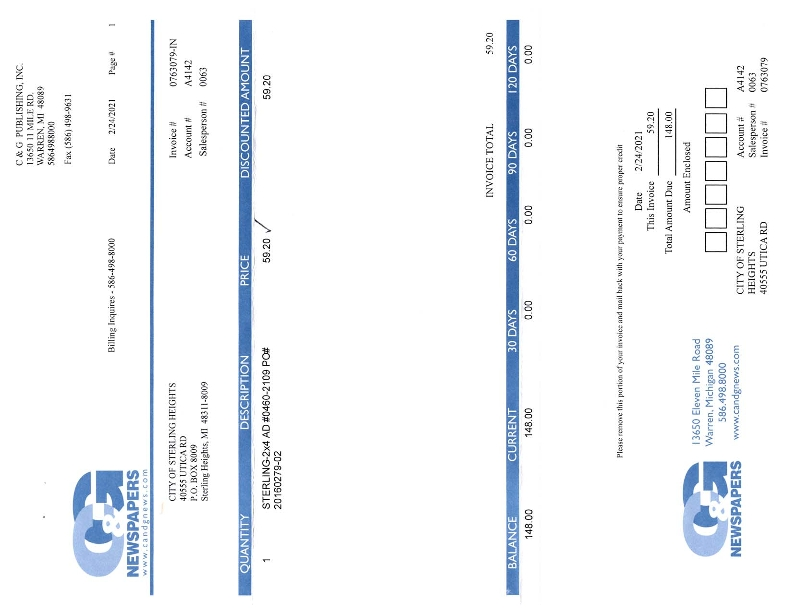 C & G PUBLISHING, INC.
13650 11 MILE RD.
WARREN, MI 48089
5864988000
Fax (586) 498-9631
C&G
NEWSPAPERS
www.candgnews.com
Billing Inquires - 586-498-8000 Date 2/24/2021 Page # 1
CITY OF STERLING HEIGHTS
40555 UTICA RD
P.O. BOX 8009
Sterling Heights, MI 48311-8009
Invoice # 0763079-IN
Account # A4142
Salesperson # 0063
QUANTITY DESCRIPTION PRICE DISCOUNTED AMOUNT
1 STERLING-2x4 AD #0460-2109 PO# 59.20 59.20
20160279-02
INVOICE TOTAL 59.20
BALANCE CURRENT 30 DAYS 60 DAYS 90 DAYS 120 DAYS
148.00 148.00 0.00 0.00 0.00 0.00
Please remove this portion of your invoice and mail back with your payment to ensure proper credit
Date 2/24/2021
This Invoice 59.20
Total Amount Due 148.00
Amount Enclosed
C&G
NEWSPAPERS
13650 Eleven Mile Road
Warren, Michigan 48089
586.498.8000
www.candgnews.com
CITY OF STERLING
HEIGHTS
40555 UTICA RD
Account # A4142
Salesperson # 0063
Invoice # 0763079